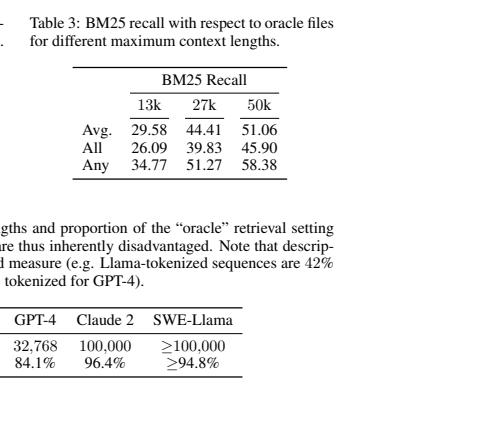 -
Table 3: BM25 recall with respect to oracle files
.
for different maximum context lengths.
BM25 Recall
13k 27k 50k
Avg. 29.58 44.41 51.06
All 26.09 39.83 45.90
Any 34.77 51.27 58.38
gths and proportion of the “oracle” retrieval setting
re thus inherently disadvantaged. Note that descrip-
d measure (e.g. Llama-tokenized sequences are 42%
tokenized for GPT-4).
GPT-4 Claude 2 SWE-Llama
32,768 100,000 ≥100,000
84.1% 96.4% ≥94.8%